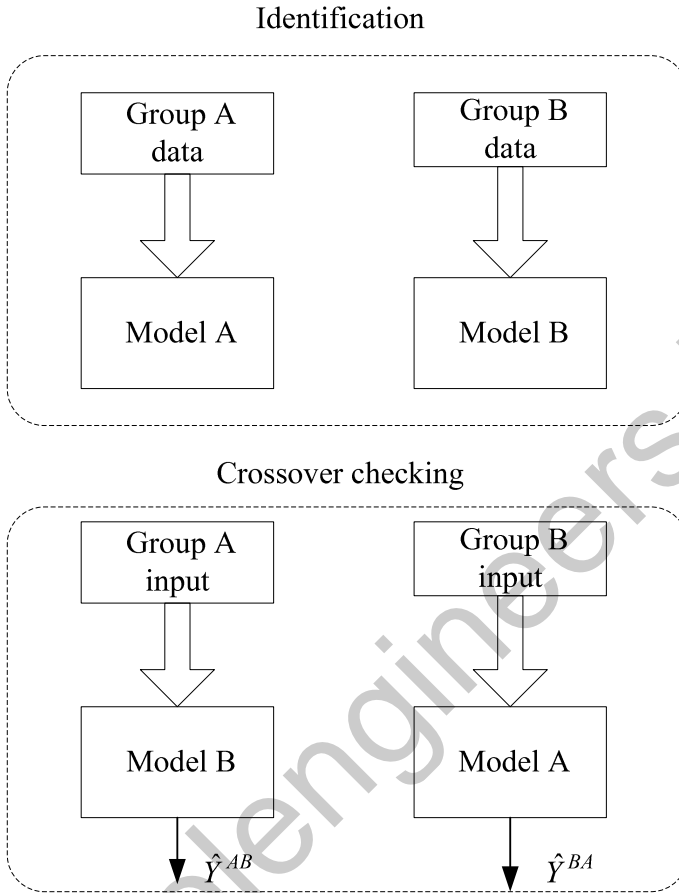 Identification
Group A
data
Group B
data
Model A
Model B
Crossover checking
Group A
input
Group B
input
Model B
Model A
Ŷ^{AB}
Ŷ^{BA}